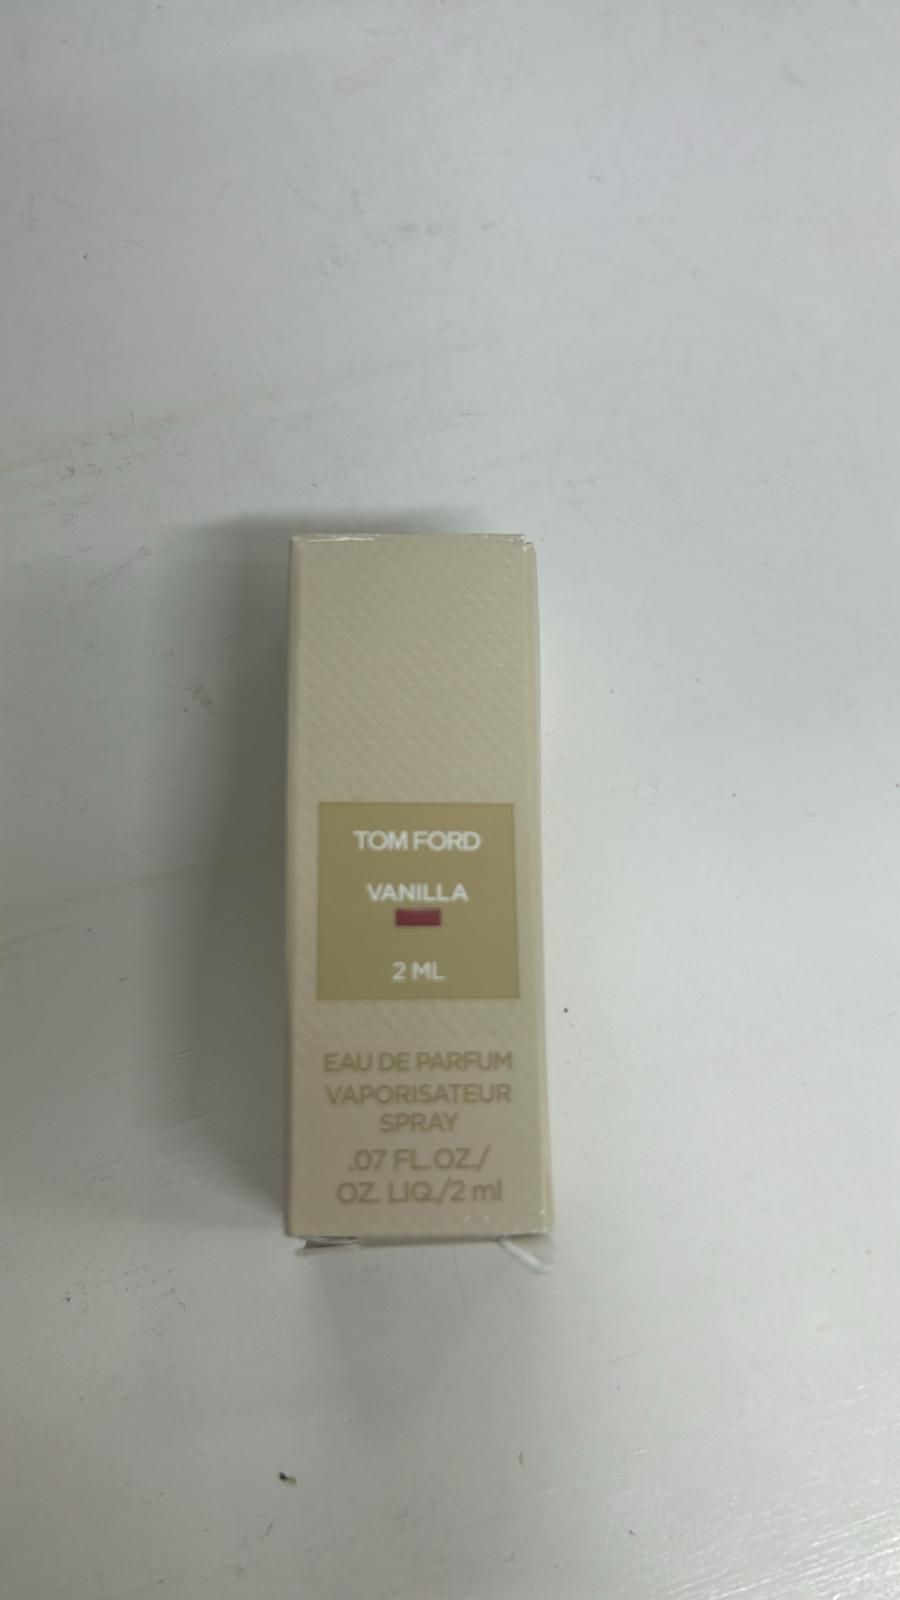 TOM FORD
VANILLA
2 ML
EAU DE PARFUM
VAPORISATEUR
SPRAY
.07 FL.OZ./
OZ. LIQ./2 ml